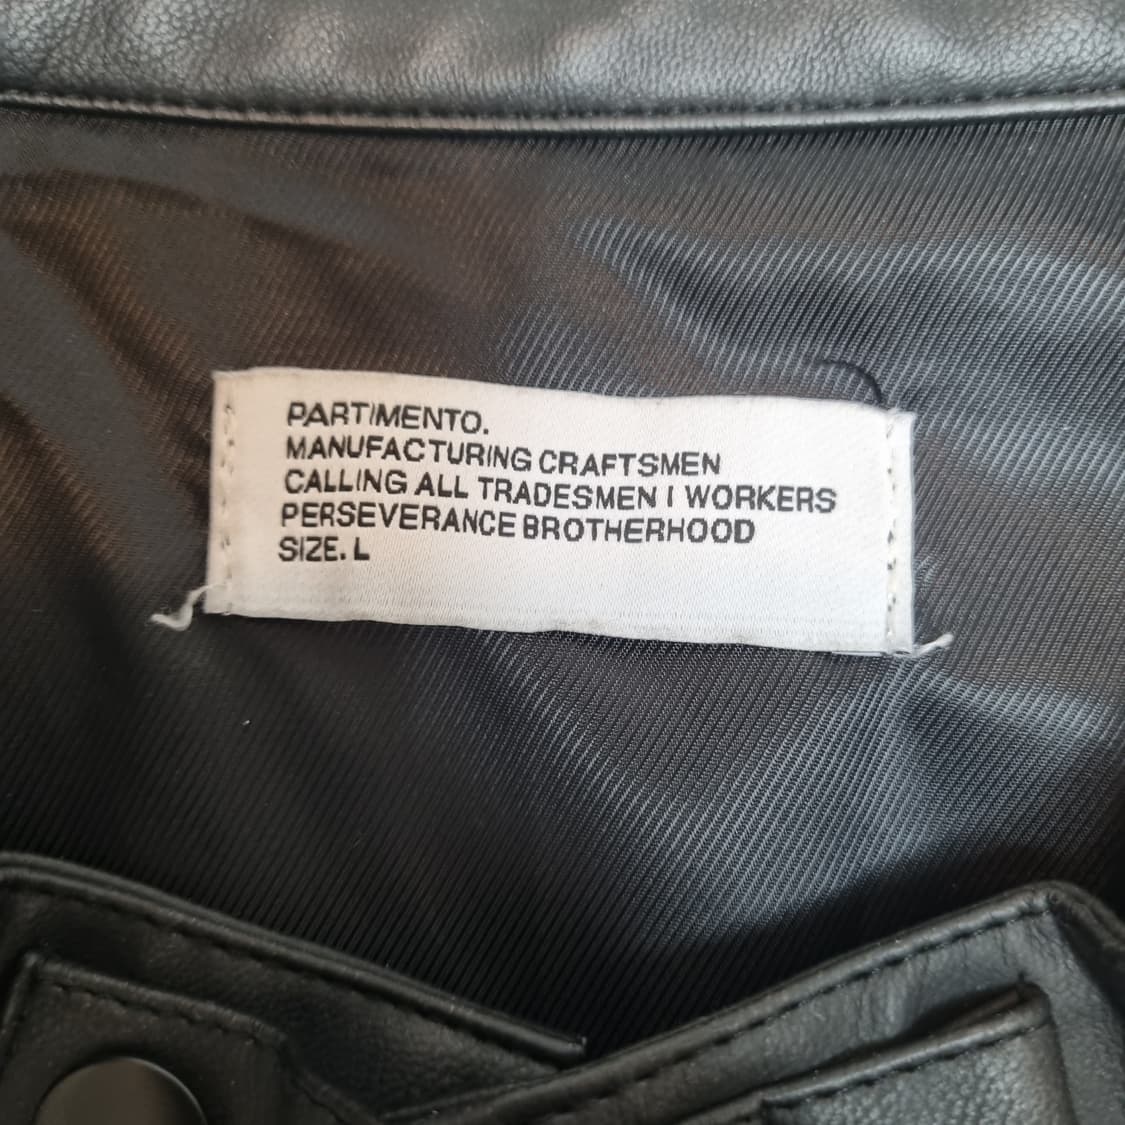 PARTIMENTO.
MANUFACTURING CRAFTSMEN
CALLING ALL TRADESMEN I WORKERS
PERSEVERANCE BROTHERHOOD
SIZE. L